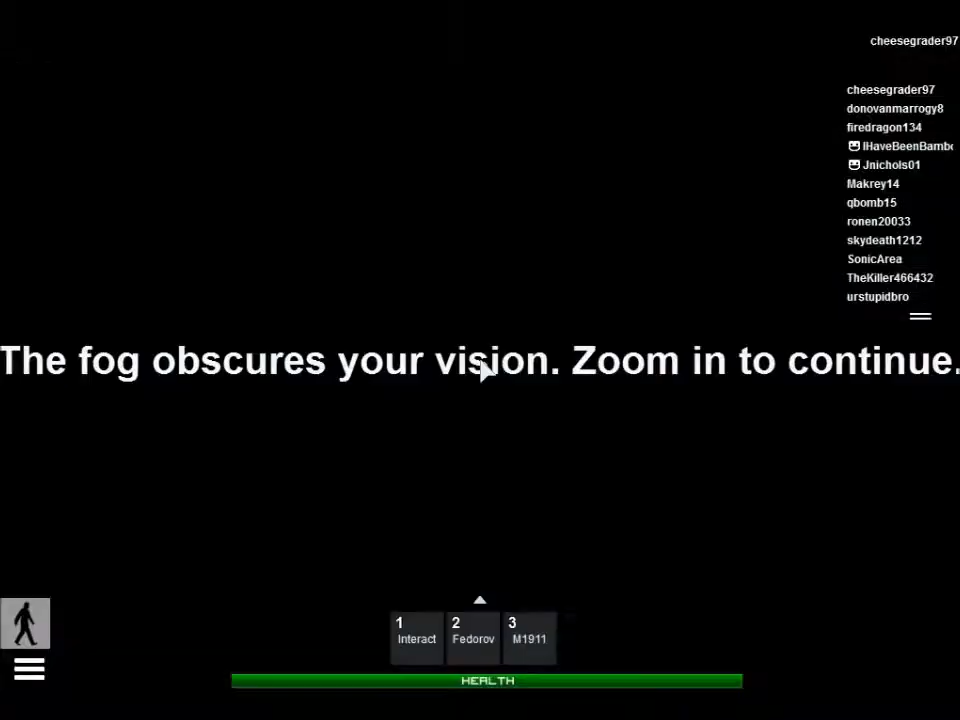 cheesegrader97
cheesegrader97
donovanmarrogy8
firedragon134
IHaveBeenBambo
Jnichols01
Makrey14
qbomb15
ronen20033
skydeath1212
SonicArea
TheKiller466432
urstupidbro
The fog obscures your vision. Zoom in to continue.
1 2 3
Interact Fedorov M1911
HEALTH